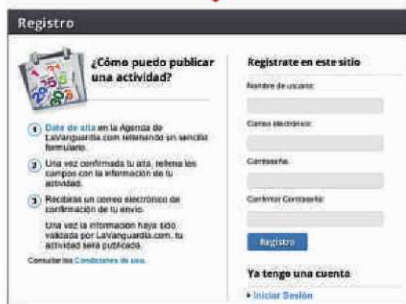 Registro
¿Cómo puedo publicar
una actividad?
1 Date de alta en la Agenda de
LaVanguardia.com rellenando un sencillo
formulario.
2 Una vez confirmada tu alta, rellena los
campos con la información de tu
actividad.
3 Recibirás un correo electrónico de
confirmación de tu envío.
Una vez la información haya sido
validada por LaVanguardia.com, tu
actividad será publicada.
Consultar las Condiciones de uso.
Regístrate en este sitio
Nombre de usuario:
Correo electrónico:
Contraseña:
Confirmar Contraseña:
Registro
Ya tengo una cuenta
Iniciar Sesión